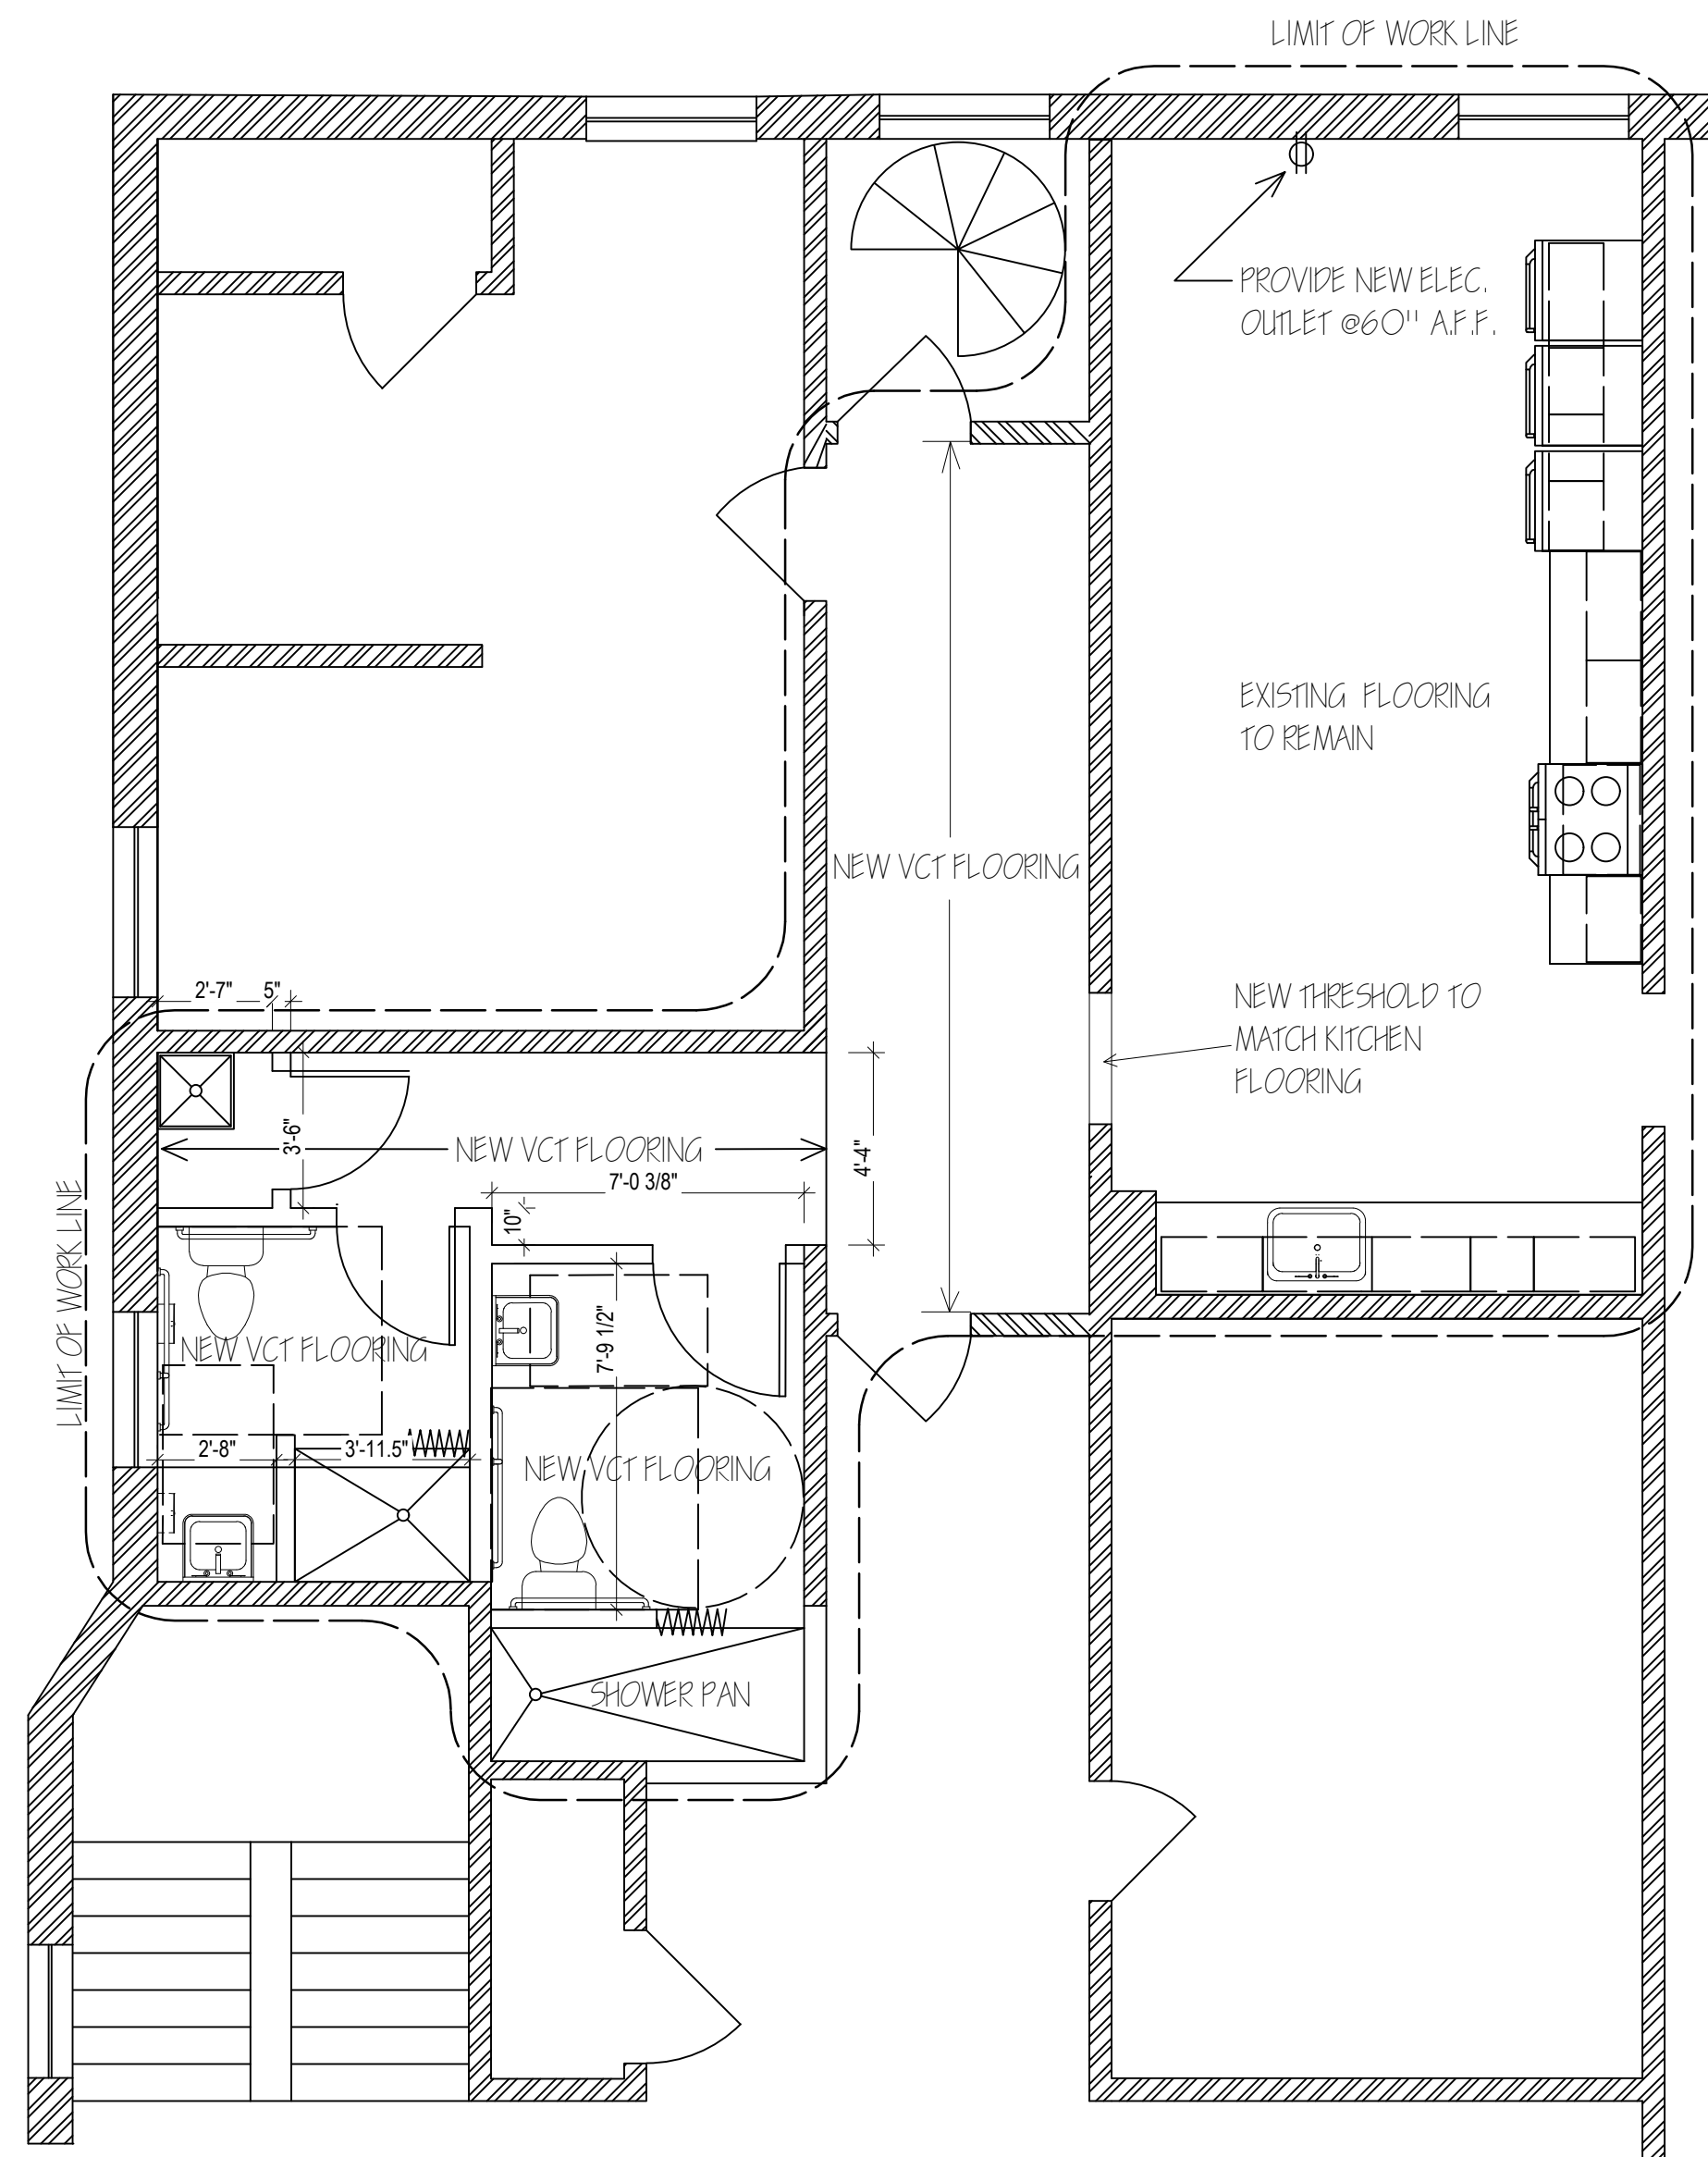 LIMIT OF WORK LINE
PROVIDE NEW ELEC.
OUTLET @60" A.F.F.
EXISTING FLOORING
TO REMAIN
NEW VCT FLOORING
2'-7"
5"
NEW THRESHOLD TO
MATCH KITCHEN
FLOORING
3'-6"
NEW VCT FLOORING
4'-4"
7'-0 3/8"
10"
LIMIT OF WORK LINE
7'-9 1/2"
NEW VCT FLOORING
2'-8"
3'-11.5"
NEW VCT FLOORING
SHOWER PAN